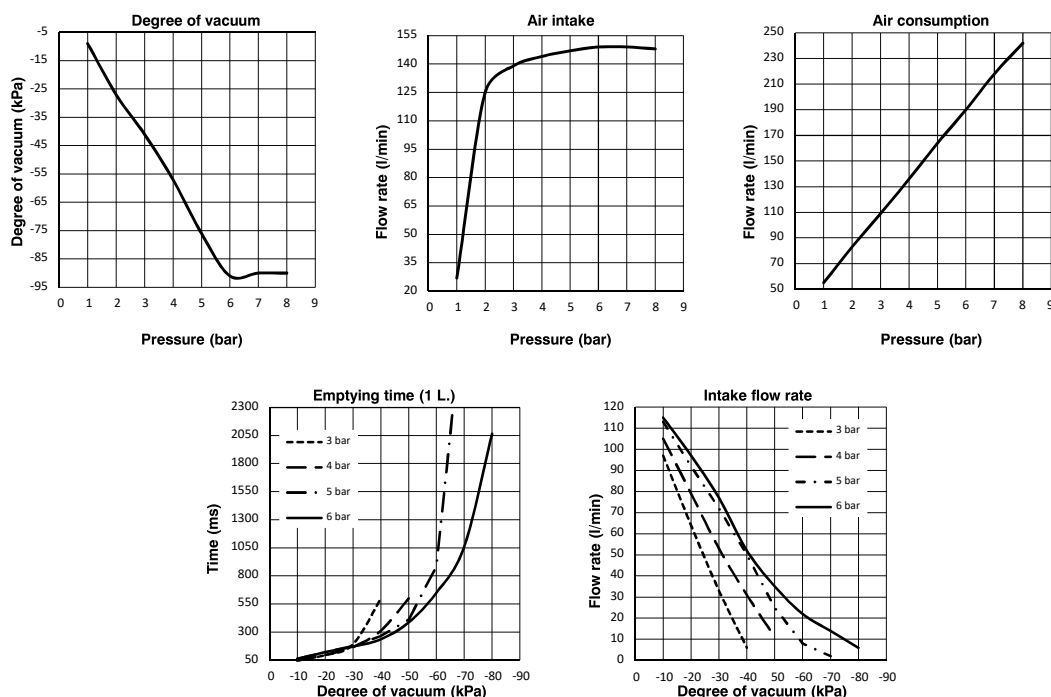 Degree of vacuum
-5
-15
-25
-35
-45
-55
-65
-75
-85
-95
0 1 2 3 4 5 6 7 8 9
Degree of vacuum (kPa)
Pressure (bar)
Air intake
155
140
125
110
95
80
65
50
35
20
0 1 2 3 4 5 6 7 8 9
Flow rate (l/min)
Pressure (bar)
Air consumption
250
230
210
190
170
150
130
110
90
70
50
0 1 2 3 4 5 6 7 8 9
Flow rate (l/min)
Pressure (bar)
Emptying time (1 L.)
2300
2050
1800
1550
1300
1050
800
550
300
50
3 bar
4 bar
5 bar
6 bar
0 -10 -20 -30 -40 -50 -60 -70 -80 -90
Time (ms)
Degree of vacuum (kPa)
Intake flow rate
120
110
100
90
80
70
60
50
40
30
20
10
0
3 bar
4 bar
5 bar
6 bar
0 -10 -20 -30 -40 -50 -60 -70 -80 -90
Flow rate (l/min)
Degree of vacuum (kPa)